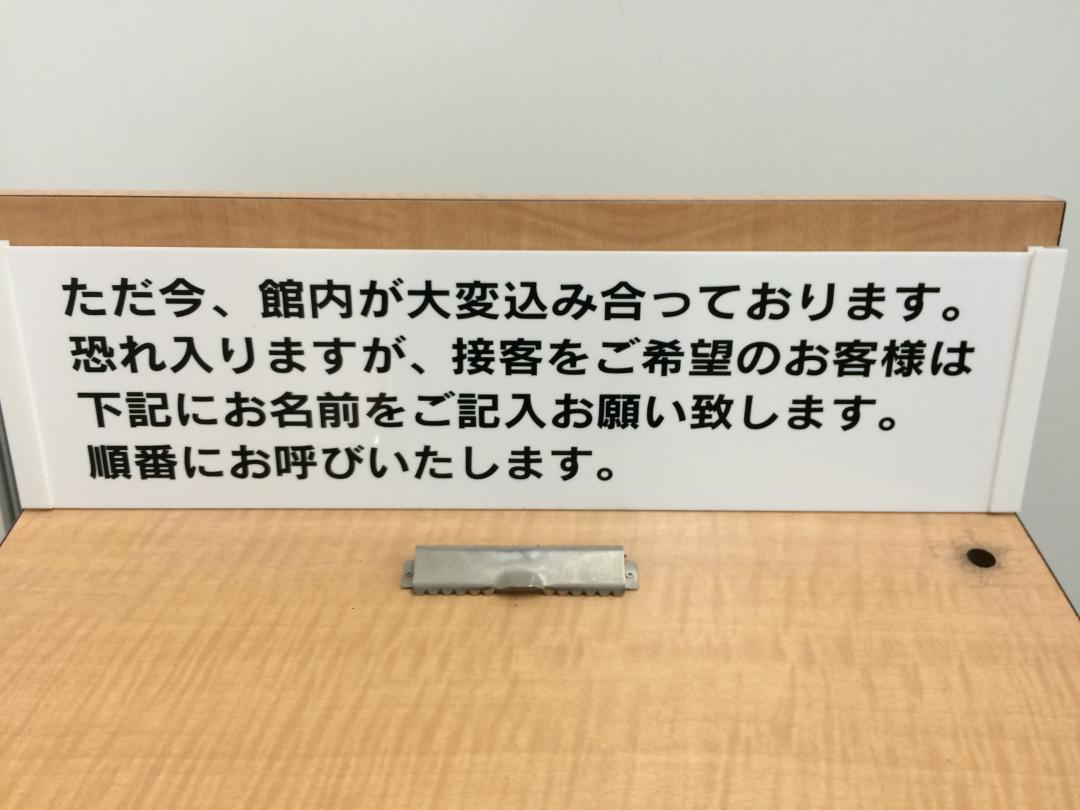 ただ今、館内が大変込み合っております。
恐れ入りますが、接客をご希望のお客様は
下記にお名前をご記入お願い致します。
順番にお呼びいたします。